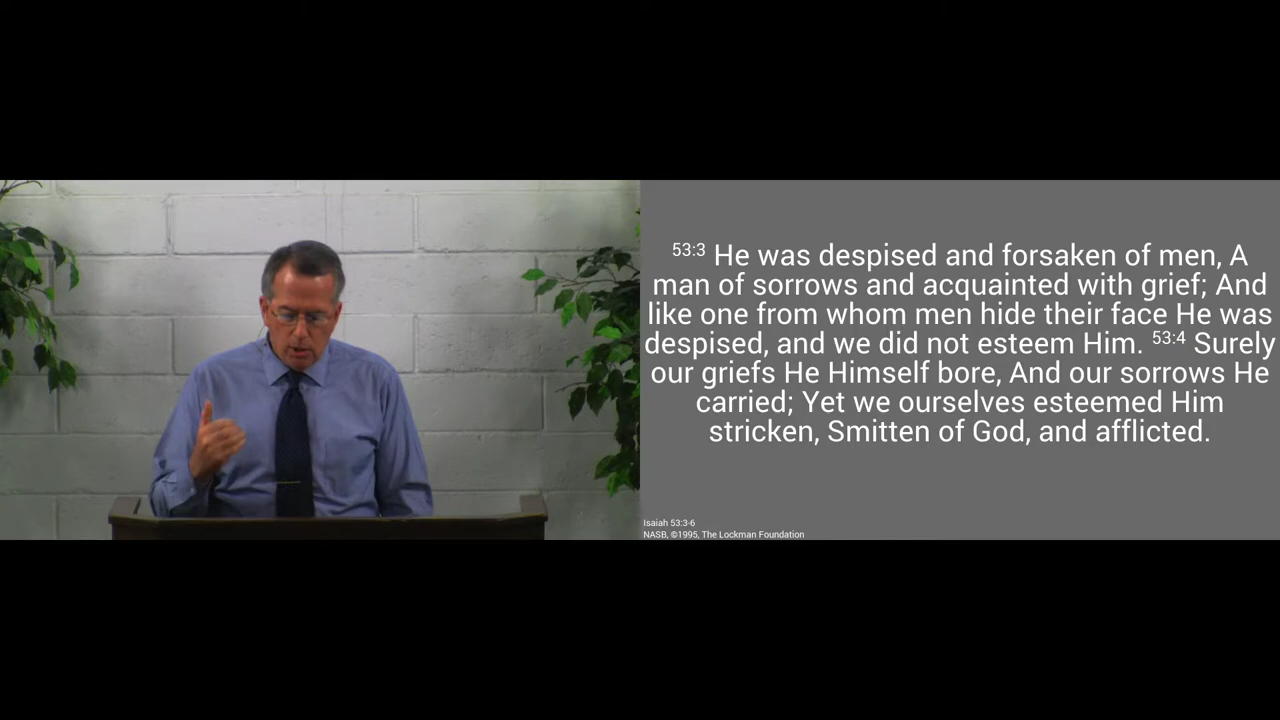 53:3 He was despised and forsaken of men, A
man of sorrows and acquainted with grief; And
like one from whom men hide their face He was
despised, and we did not esteem Him. 53:4 Surely
our griefs He Himself bore, And our sorrows He
carried; Yet we ourselves esteemed Him
stricken, Smitten of God, and afflicted.
Isaiah 53:3-6
NASB, ©1995, The Lockman Foundation